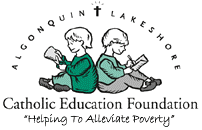 ALGONQUIN LAKESHORE
Catholic Education Foundation
"Helping To Alleviate Poverty"